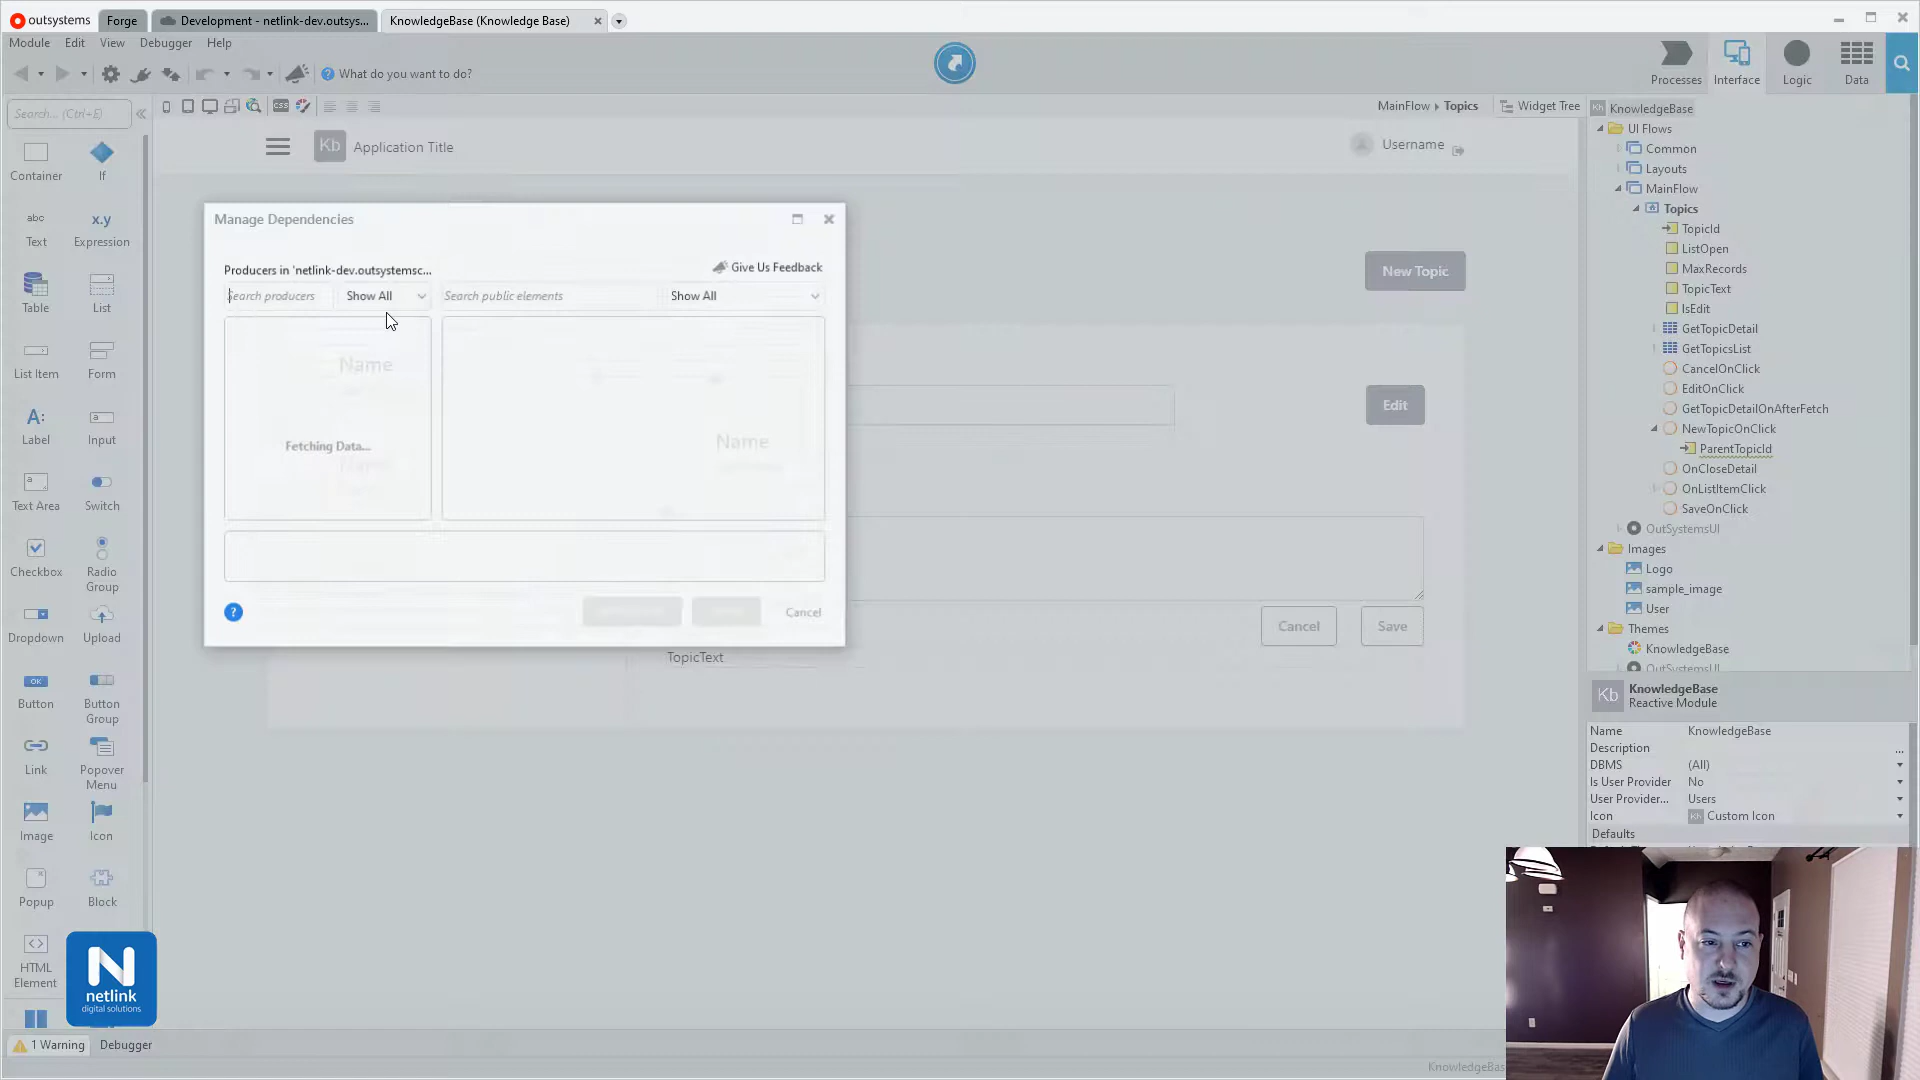 outsystems
Forge
Development - netlink-dev.outsys...
KnowledgeBase (Knowledge Base)
Module Edit View Debugger Help
What do you want to do?
Processes
Interface
Logic
Data
Search... (Ctrl+E)
CSS
MainFlow Topics
Widget Tree
Container
If
abc
Text
x.y
Expression
Table
List
List Item
Form
A:
Label
Input
Text Area
Switch
Checkbox
Radio Group
Dropdown
Upload
OK
Button
Button Group
Link
Popover Menu
Image
Icon
Popup
Block
HTML Element
Kb Application Title
Username
New Topic
Edit
Cancel
Save
TopicText
Manage Dependencies
Producers in 'netlink-dev.outsystemsc...
Give Us Feedback
Search producers
Show All
Search public elements
Show All
Name
Fetching Data...
Name
Name
?
Cancel
Kb KnowledgeBase
UI Flows
Common
Layouts
MainFlow
Topics
TopicId
ListOpen
MaxRecords
TopicText
IsEdit
GetTopicDetail
GetTopicsList
CancelOnClick
EditOnClick
GetTopicDetailOnAfterFetch
NewTopicOnClick
ParentTopicId
OnCloseDetail
OnListItemClick
SaveOnClick
OutSystemsUI
Images
Logo
sample_image
User
Themes
KnowledgeBase
OutSystemsUI
Kb
KnowledgeBase
Reactive Module
Name KnowledgeBase
Description ...
DBMS (All)
Is User Provider No
User Provider... Users
Icon Custom Icon
Defaults
N
netlink
digital solutions
1 Warning
Debugger